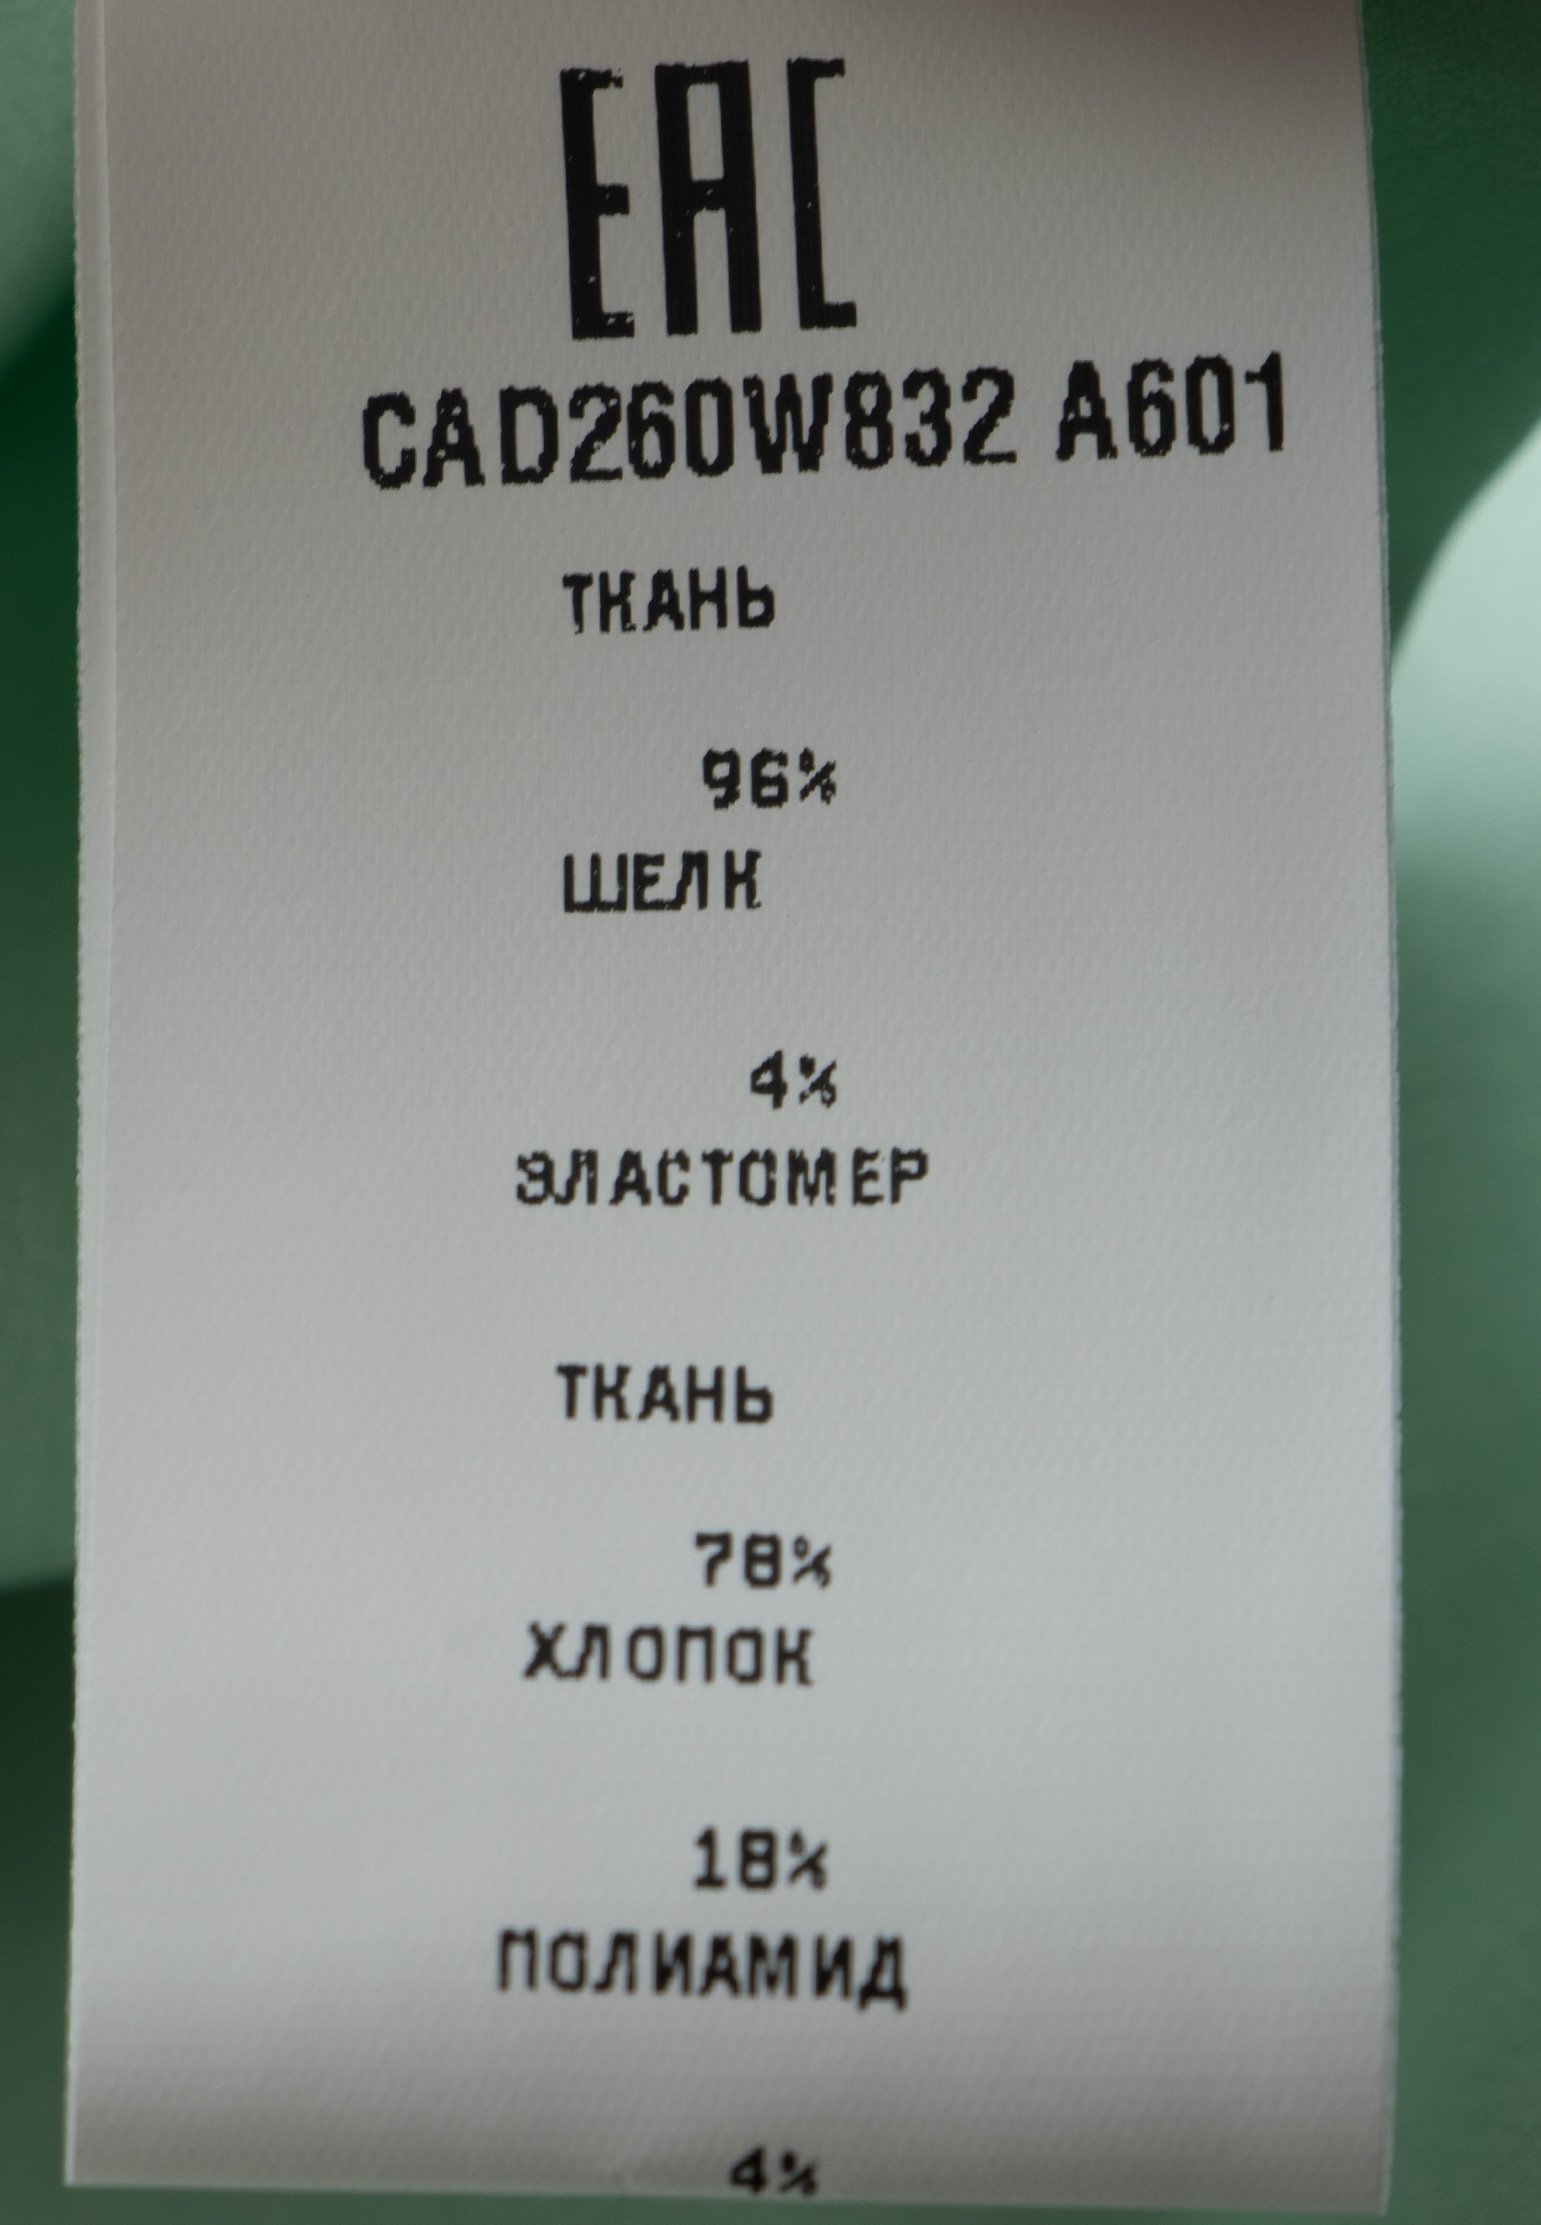 EAC
CAD260W832 A601
ТКАНЬ
96%
ШЕЛК
4%
ЭЛАСТОМЕР
ТКАНЬ
78%
ХЛОПОК
18%
ПОЛИАМИД
4%